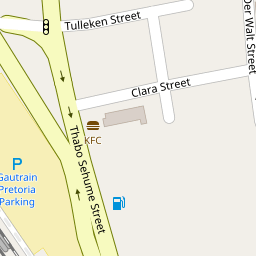 Tulleken Street
Der Walt Street
Clara Street
KFC
Thabo Sehume Street
P
Gautrain
Pretoria
Parking